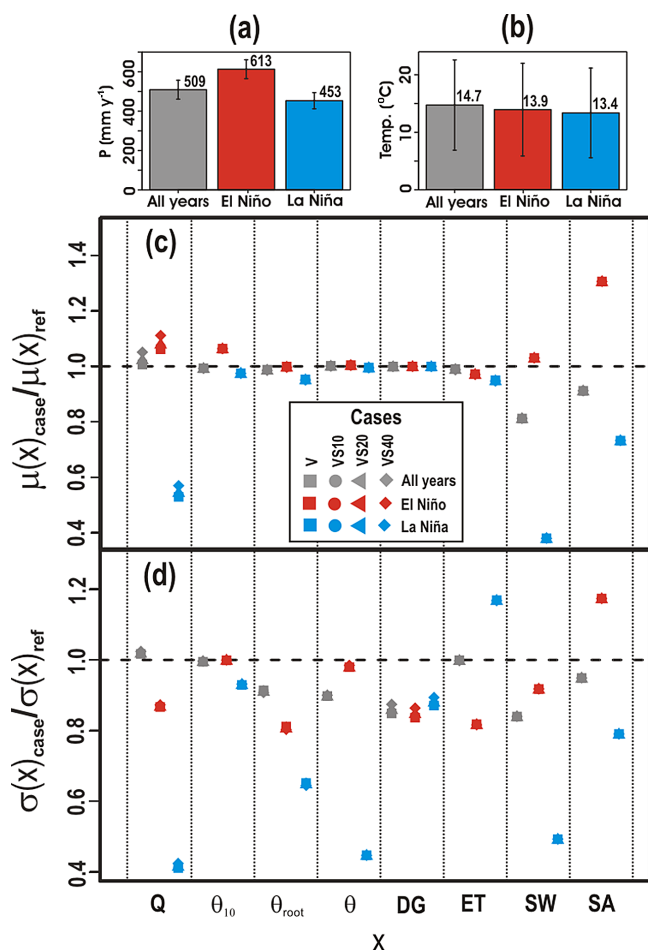 (a)
P (mm y⁻¹)
0 200 400 600
509
613
453
All years El Niño La Niña
(b)
Temp. (°C)
0 5 10 15 20
14.7
13.9
13.4
All years El Niño La Niña
(c)
μ(x)case/μ(x)ref
0.4 0.6 0.8 1.0 1.2 1.4
Cases
V VS10 VS20 VS40
All years
El Niño
La Niña
(d)
σ(x)case/σ(x)ref
0.4 0.6 0.8 1.0 1.2
Q θ₁₀ θroot θ DG ET SW SA
x